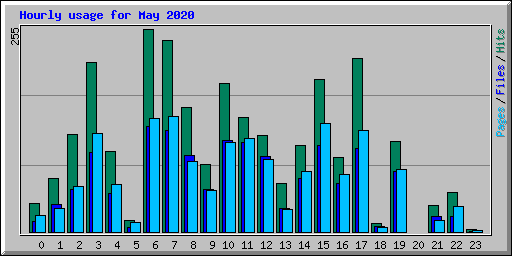 Hourly usage for May 2020
255
Pages/Files/Hits
0 1 2 3 4 5 6 7 8 9 10 11 12 13 14 15 16 17 18 19 20 21 22 23